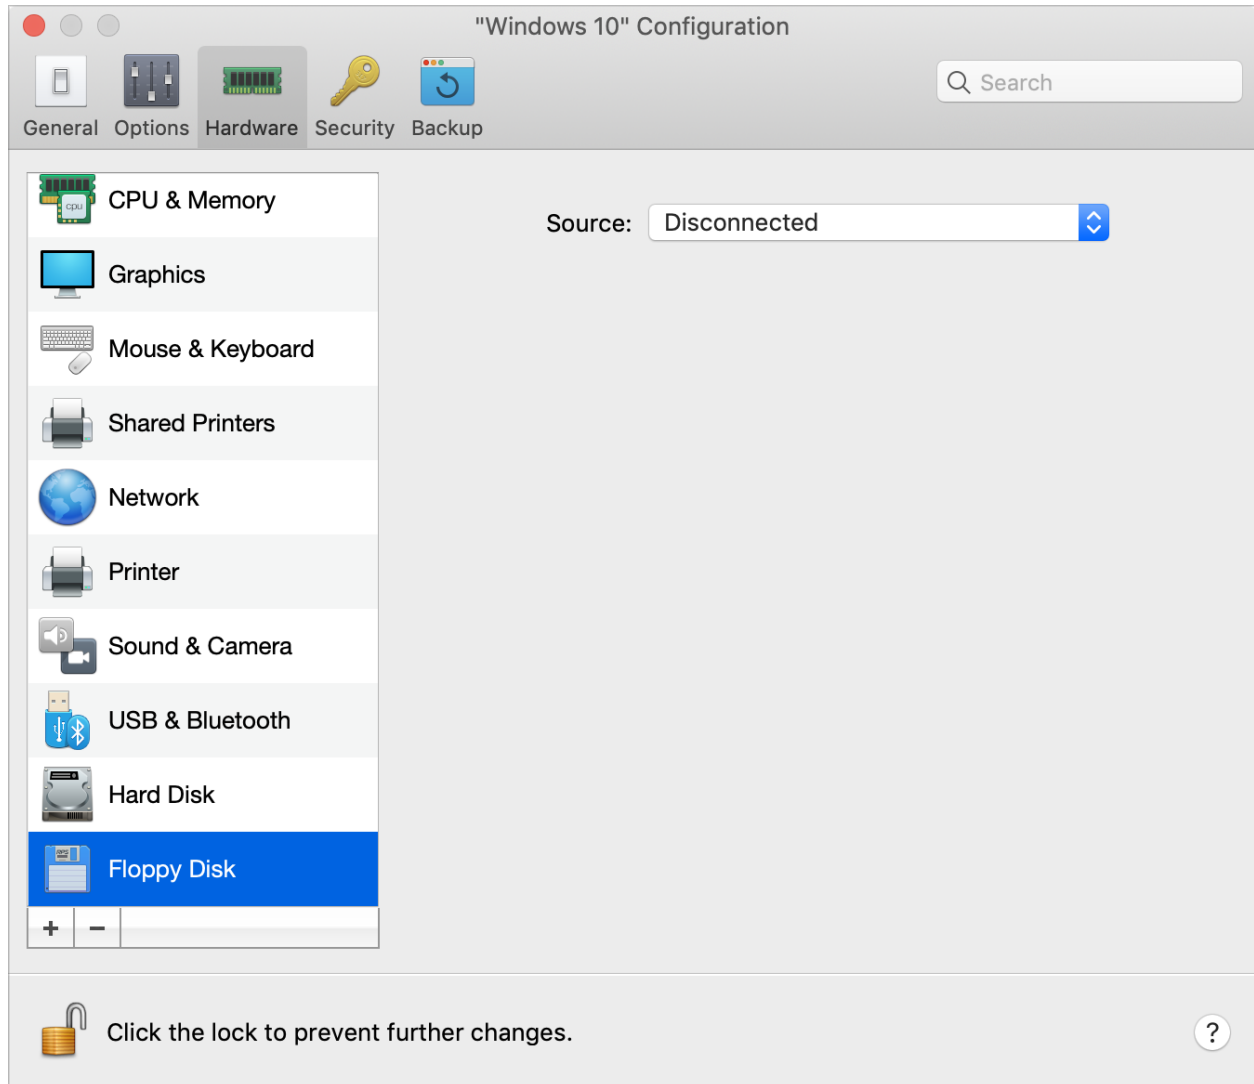 "Windows 10" Configuration
General Options Hardware Security Backup
Search
CPU & Memory
cpu
Source: Disconnected
Graphics
Mouse & Keyboard
Shared Printers
Network
Printer
Sound & Camera
USB & Bluetooth
Hard Disk
Floppy Disk
+ −
Click the lock to prevent further changes.
?